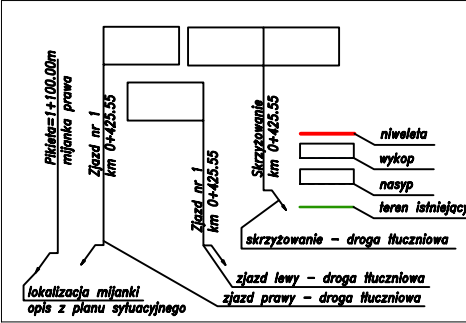 Pikieta=1+100.00m
mijanka prawa
Zjazd nr 1
km 0+425.55
Zjazd nr 1
km 0+425.55
Skrzyżowanie
km 0+425.55
niweleta
wykop
nasyp
teren istniejący
skrzyżowanie – droga tłuczniowa
zjazd lewy – droga tłuczniowa
zjazd prawy – droga tłuczniowa
lokalizacja mijanki
opis z planu sytuacyjnego